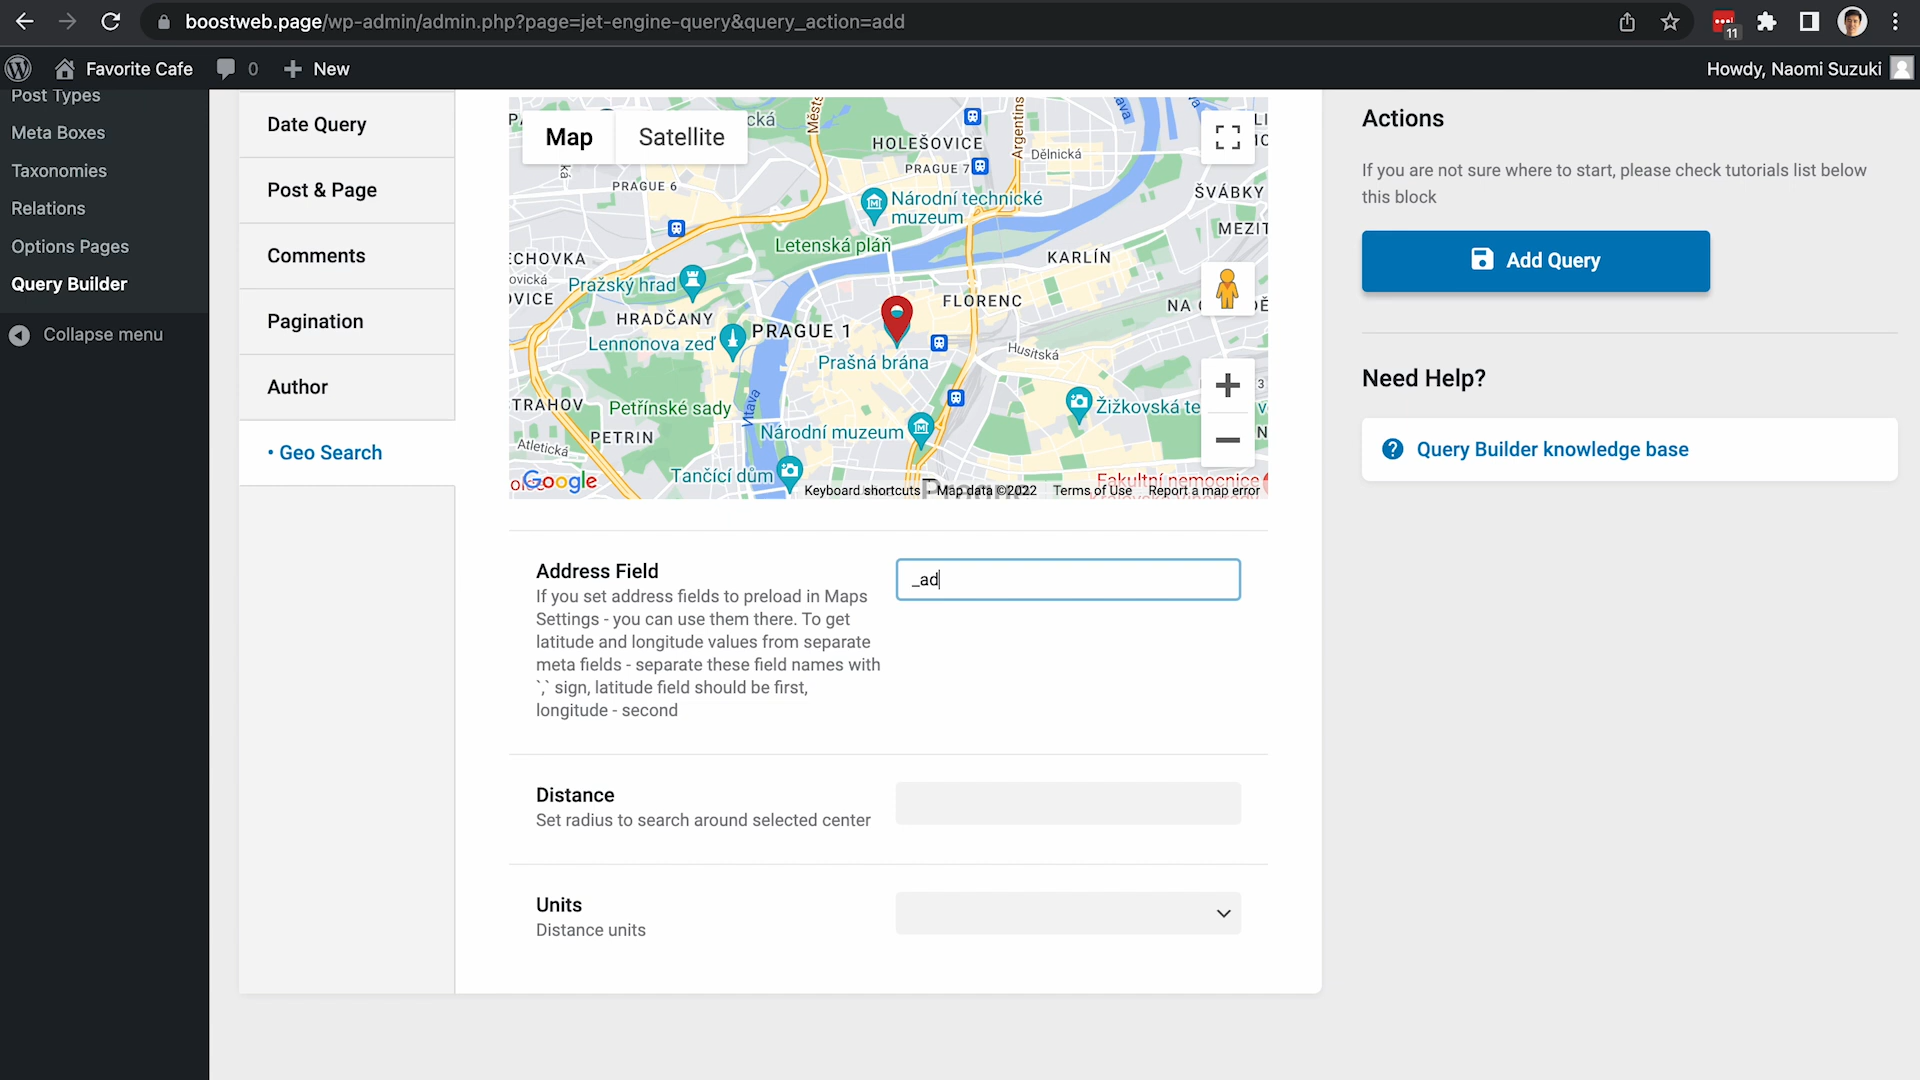 boostweb.page/wp-admin/admin.php?page=jet-engine-query&query_action=add
11
Favorite Cafe
0
New
Howdy, Naomi Suzuki
Post Types
Meta Boxes
Taxonomies
Relations
Options Pages
Query Builder
Collapse menu
Date Query
Post & Page
Comments
Pagination
Author
• Geo Search
Map
Satellite
HOLEŠOVICE
PRAGUE 7
Argentins
Dělnická
PRAGUE 6
Národní technické
muzeum
ŠVÁBKY
MEZIT
Letenská pláň
KARLÍN
ECHOVKA
ovická
OVICE
Pražský hrad
FLORENC
NA
HRADČANY
PRAGUE 1
Lennonova zeď
Husitská
Prašná brána
TRAHOV
Petřínské sady
Vltava
Žižkovská te
PETRIN
Národní muzeum
Atletická
Tančící dům
Google
Fakultní nemocnice
Keyboard shortcuts
Map data ©2022
Terms of Use
Report a map error
Address Field
If you set address fields to preload in Maps
Settings - you can use them there. To get
latitude and longitude values from separate
meta fields - separate these field names with
`,` sign, latitude field should be first,
longitude - second
_ad
Distance
Set radius to search around selected center
Units
Distance units
Actions
If you are not sure where to start, please check tutorials list below
this block
Add Query
Need Help?
Query Builder knowledge base